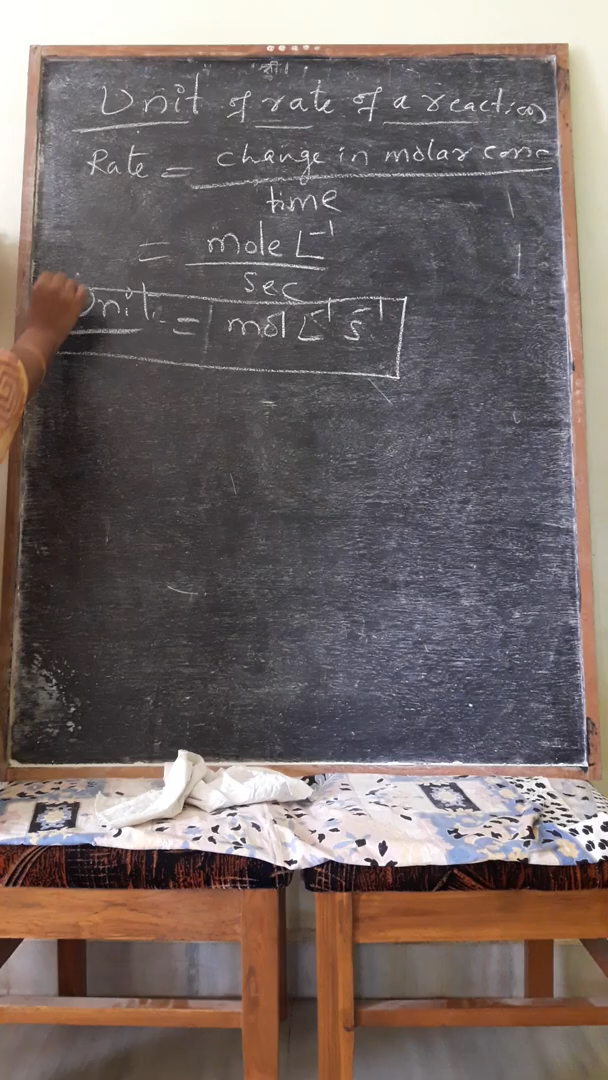 श्री।
Unit of rate of a reaction
Rate = change in molar conc
time
= mole L⁻¹
sec
Unit = mol L⁻¹ s⁻¹